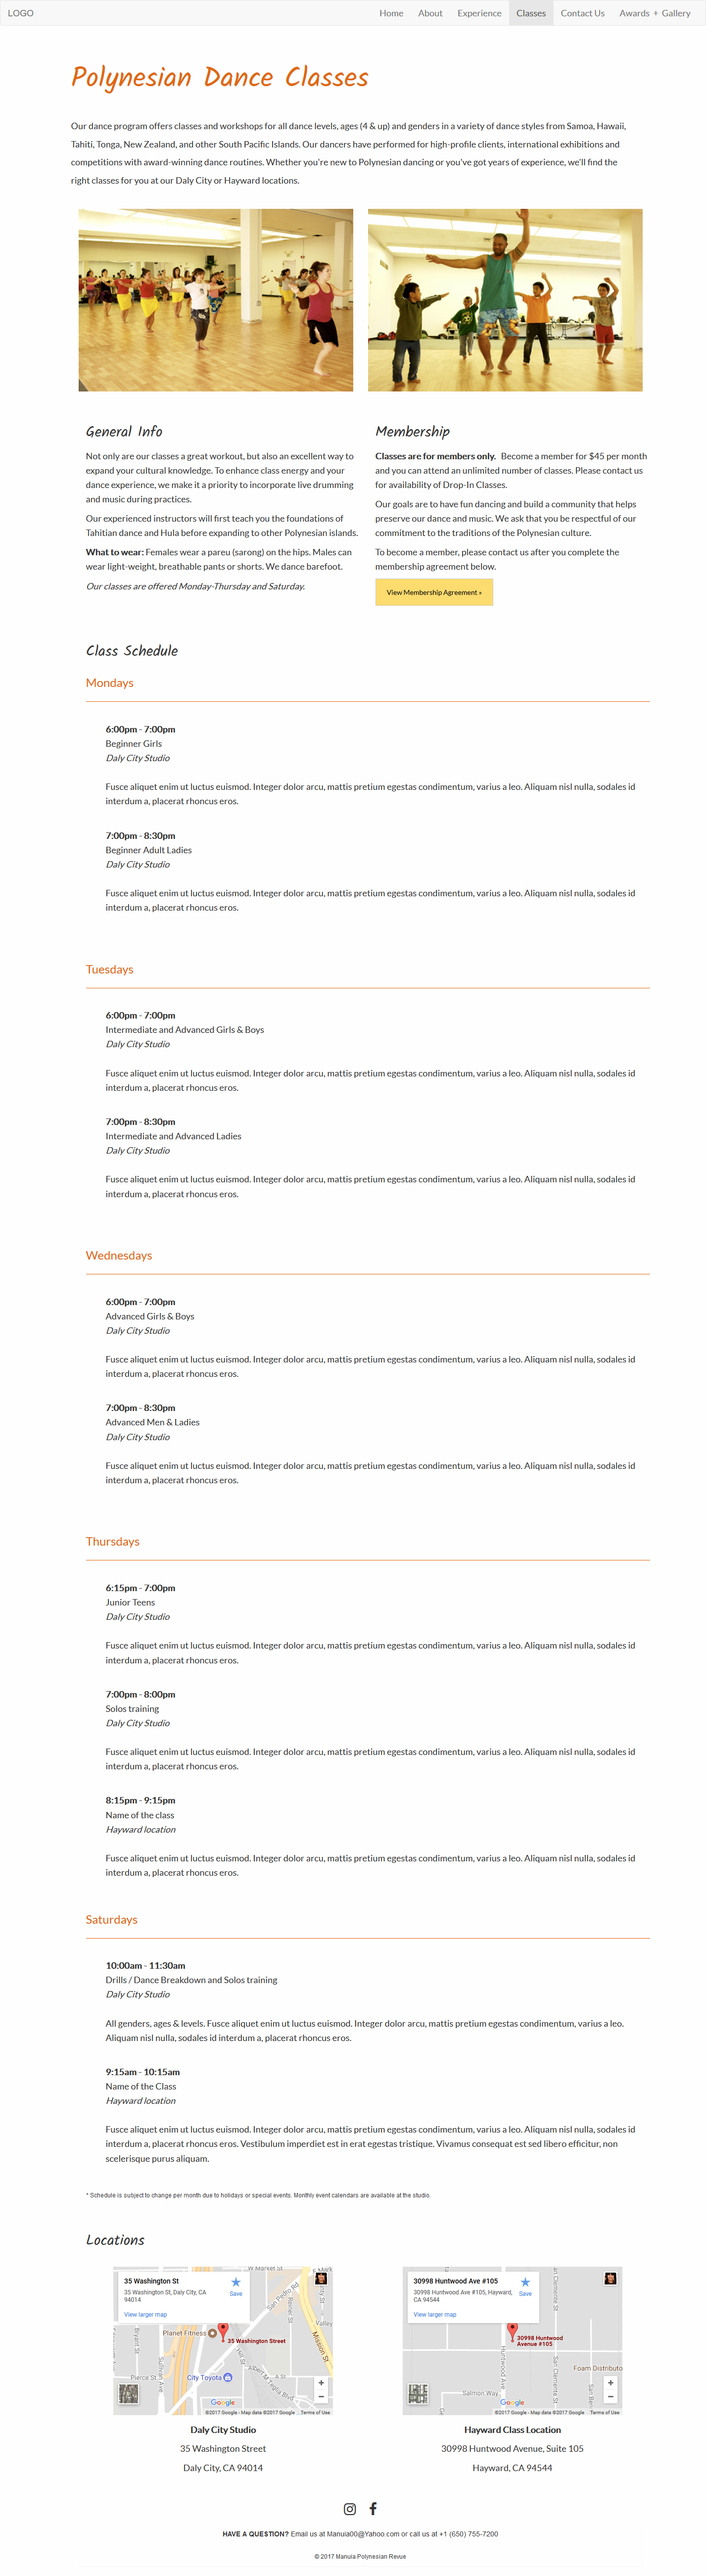 LOGO Home About Experience Classes Contact Us Awards + Gallery
Polynesian Dance Classes
Our dance program offers classes and workshops for all dance levels, ages (4 & up) and genders in a variety of dance styles from Samoa, Hawaii,
Tahiti, Tonga, New Zealand, and other South Pacific Islands. Our dancers have performed for high-profile clients, international exhibitions and
competitions with award-winning dance routines. Whether you're new to Polynesian dancing or you've got years of experience, we'll find the
right classes for you at our Daly City or Hayward locations.
General Info
Not only are our classes a great workout, but also an excellent way to
expand your cultural knowledge. To enhance class energy and your
dance experience, we make it a priority to incorporate live drumming
and music during practices.
Our experienced instructors will first teach you the foundations of
Tahitian dance and Hula before expanding to other Polynesian islands.
What to wear: Females wear a pareu (sarong) on the hips. Males can
wear light-weight, breathable pants or shorts. We dance barefoot.
Our classes are offered Monday-Thursday and Saturday.
Membership
Classes are for members only. Become a member for $45 per month
and you can attend an unlimited number of classes. Please contact us
for availability of Drop-In Classes.
Our goals are to have fun dancing and build a community that helps
preserve our dance and music. We ask that you be respectful of our
commitment to the traditions of the Polynesian culture.
To become a member, please contact us after you complete the
membership agreement below.
View Membership Agreement »
Class Schedule
Mondays
6:00pm - 7:00pm
Beginner Girls
Daly City Studio
Fusce aliquet enim ut luctus euismod. Integer dolor arcu, mattis pretium egestas condimentum, varius a leo. Aliquam nisl nulla, sodales id
interdum a, placerat rhoncus eros.
7:00pm - 8:30pm
Beginner Adult Ladies
Daly City Studio
Fusce aliquet enim ut luctus euismod. Integer dolor arcu, mattis pretium egestas condimentum, varius a leo. Aliquam nisl nulla, sodales id
interdum a, placerat rhoncus eros.
Tuesdays
6:00pm - 7:00pm
Intermediate and Advanced Girls & Boys
Daly City Studio
Fusce aliquet enim ut luctus euismod. Integer dolor arcu, mattis pretium egestas condimentum, varius a leo. Aliquam nisl nulla, sodales id
interdum a, placerat rhoncus eros.
7:00pm - 8:30pm
Intermediate and Advanced Ladies
Daly City Studio
Fusce aliquet enim ut luctus euismod. Integer dolor arcu, mattis pretium egestas condimentum, varius a leo. Aliquam nisl nulla, sodales id
interdum a, placerat rhoncus eros.
Wednesdays
6:00pm - 7:00pm
Advanced Girls & Boys
Daly City Studio
Fusce aliquet enim ut luctus euismod. Integer dolor arcu, mattis pretium egestas condimentum, varius a leo. Aliquam nisl nulla, sodales id
interdum a, placerat rhoncus eros.
7:00pm - 8:30pm
Advanced Men & Ladies
Daly City Studio
Fusce aliquet enim ut luctus euismod. Integer dolor arcu, mattis pretium egestas condimentum, varius a leo. Aliquam nisl nulla, sodales id
interdum a, placerat rhoncus eros.
Thursdays
6:15pm - 7:00pm
Junior Teens
Daly City Studio
Fusce aliquet enim ut luctus euismod. Integer dolor arcu, mattis pretium egestas condimentum, varius a leo. Aliquam nisl nulla, sodales id
interdum a, placerat rhoncus eros.
7:00pm - 8:00pm
Solos training
Daly City Studio
Fusce aliquet enim ut luctus euismod. Integer dolor arcu, mattis pretium egestas condimentum, varius a leo. Aliquam nisl nulla, sodales id
interdum a, placerat rhoncus eros.
8:15pm - 9:15pm
Name of the class
Hayward location
Fusce aliquet enim ut luctus euismod. Integer dolor arcu, mattis pretium egestas condimentum, varius a leo. Aliquam nisl nulla, sodales id
interdum a, placerat rhoncus eros.
Saturdays
10:00am - 11:30am
Drills / Dance Breakdown and Solos training
Daly City Studio
All genders, ages & levels. Fusce aliquet enim ut luctus euismod. Integer dolor arcu, mattis pretium egestas condimentum, varius a leo.
Aliquam nisl nulla, sodales id interdum a, placerat rhoncus eros.
9:15am - 10:15am
Name of the Class
Hayward location
Fusce aliquet enim ut luctus euismod. Integer dolor arcu, mattis pretium egestas condimentum, varius a leo. Aliquam nisl nulla, sodales id
interdum a, placerat rhoncus eros. Vestibulum imperdiet est in erat egestas tristique. Vivamus consequat est sed libero efficitur, non
scelerisque purus aliquam.
* Schedule is subject to change per month due to holidays or special events. Monthly event calendars are available at the studio.
Locations
W Market St
35 Washington St
35 Washington St, Daly City, CA
94014
Save
View larger map
San Pedro Rd
Valley
Mission St
Planet Fitness
35 Washington Street
Bryant St
Sullivan Ave
Pierce St
City Toyota
Hill St
A St
Albert M Teglia Blvd
Google
©2017 Google - Map data ©2017 Google Terms of Use
Daly City Studio
35 Washington Street
Daly City, CA 94014
30998 Huntwood Ave #105
30998 Huntwood Ave #105, Hayward,
CA 94544
Save
View larger map
30998 Huntwood
Avenue #105
Huntwood Ave
San Clemente St
Foam Distributo
Salmon Way
Google
©2017 Google - Map data ©2017 Google Terms of Use
Hayward Class Location
30998 Huntwood Avenue, Suite 105
Hayward, CA 94544
HAVE A QUESTION? Email us at Manuia00@Yahoo.com or call us at +1 (650) 755-7200
© 2017 Manuia Polynesian Revue